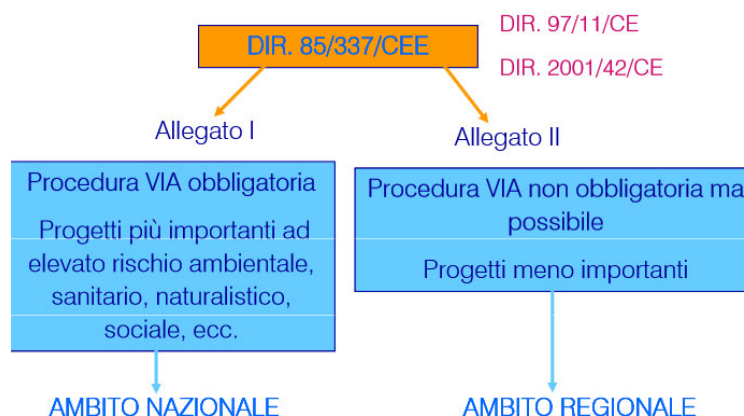 DIR. 85/337/CEE
DIR. 97/11/CE
DIR. 2001/42/CE
Allegato I
Allegato II
Procedura VIA obbligatoria
Progetti più importanti ad
elevato rischio ambientale,
sanitario, naturalistico,
sociale, ecc.
Procedura VIA non obbligatoria ma
possibile
Progetti meno importanti
AMBITO NAZIONALE
AMBITO REGIONALE